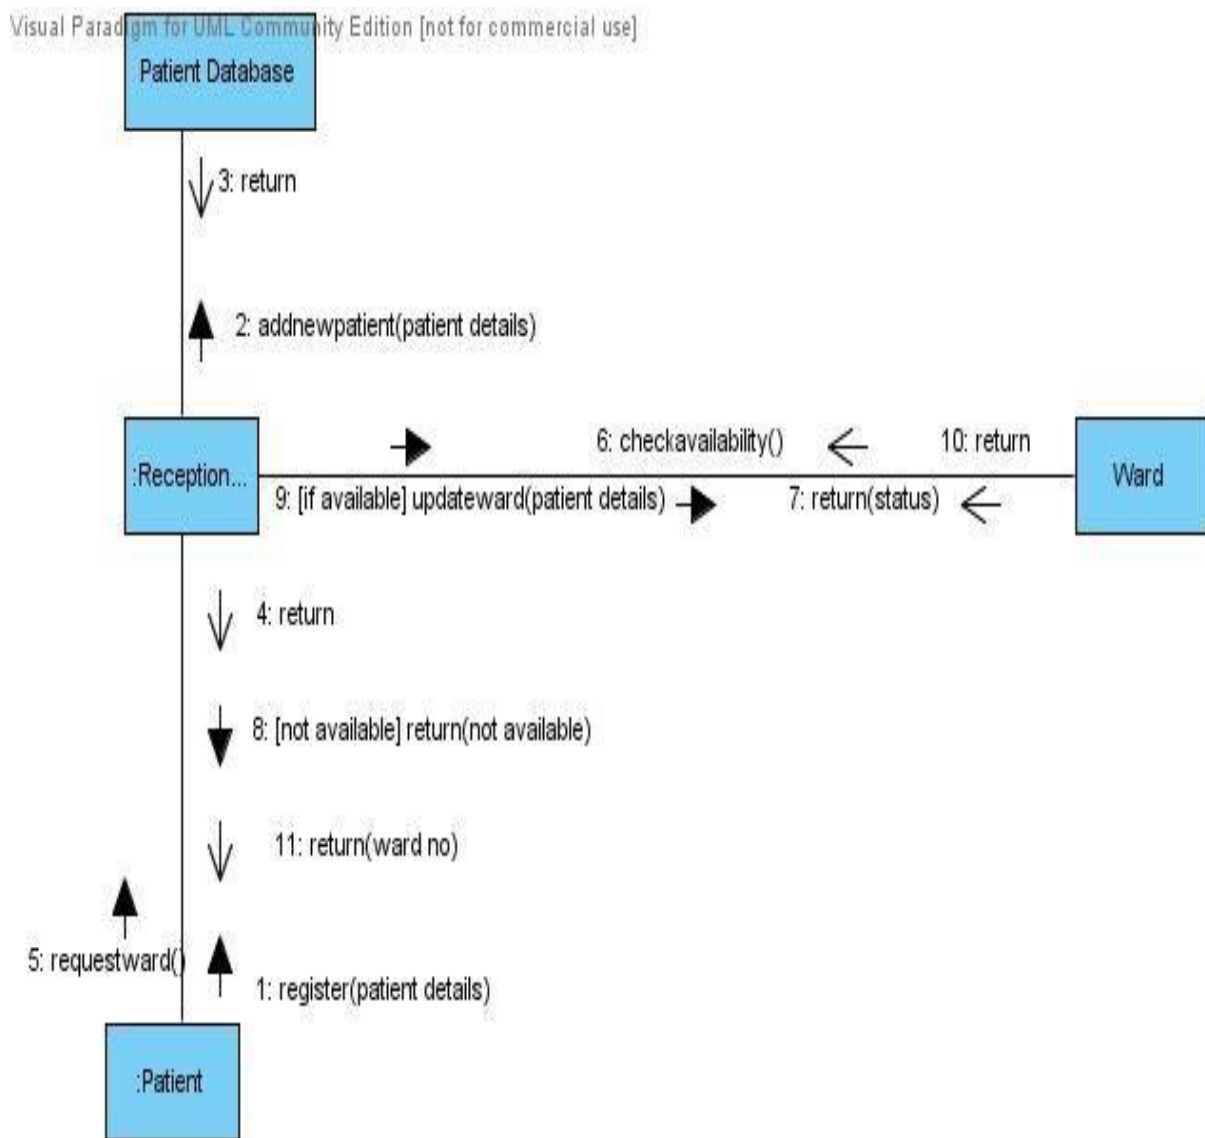 Visual Paradigm for UML Community Edition [not for commercial use]
Patient Database
3: return
2: addnewpatient(patient details)
6: checkavailability()
10: return
:Reception...
Ward
9: [if available] updateward(patient details)
7: return(status)
4: return
8: [not available] return(not available)
11: return(ward no)
5: requestward()
1: register(patient details)
:Patient